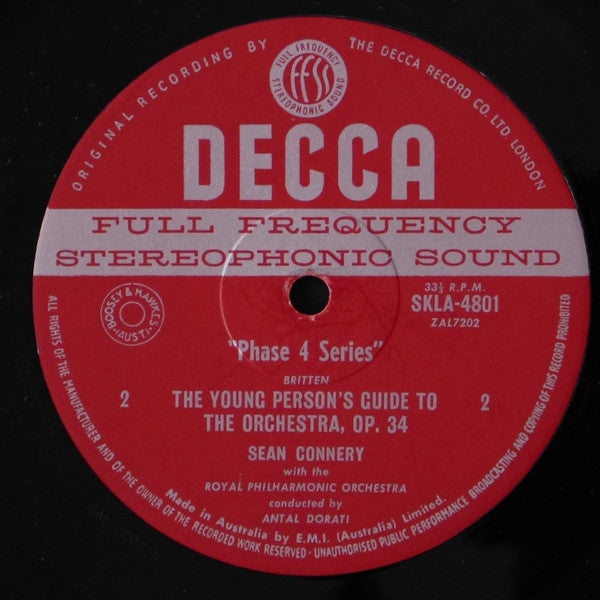 ORIGINAL RECORDING BY
THE DECCA RECORD CO. LTD. LONDON
FULL FREQUENCY
FFSS
STEREOPHONIC SOUND
DECCA
FULL FREQUENCY
STEREOPHONIC SOUND
BOOSEY & HAWKES
(AUST)
33⅓ R.P.M.
SKLA-4801
ZAL7202
"Phase 4 Series"
BRITTEN
2 THE YOUNG PERSON'S GUIDE TO 2
THE ORCHESTRA, OP. 34
SEAN CONNERY
with the
ROYAL PHILHARMONIC ORCHESTRA
conducted by
ANTAL DORATI
Made in Australia by E.M.I. (Australia) Limited.
ALL RIGHTS OF THE MANUFACTURER AND OF THE OWNER OF THE RECORDED WORK RESERVED - UNAUTHORISED PUBLIC PERFORMANCE BROADCASTING AND COPYING OF THIS RECORD PROHIBITED